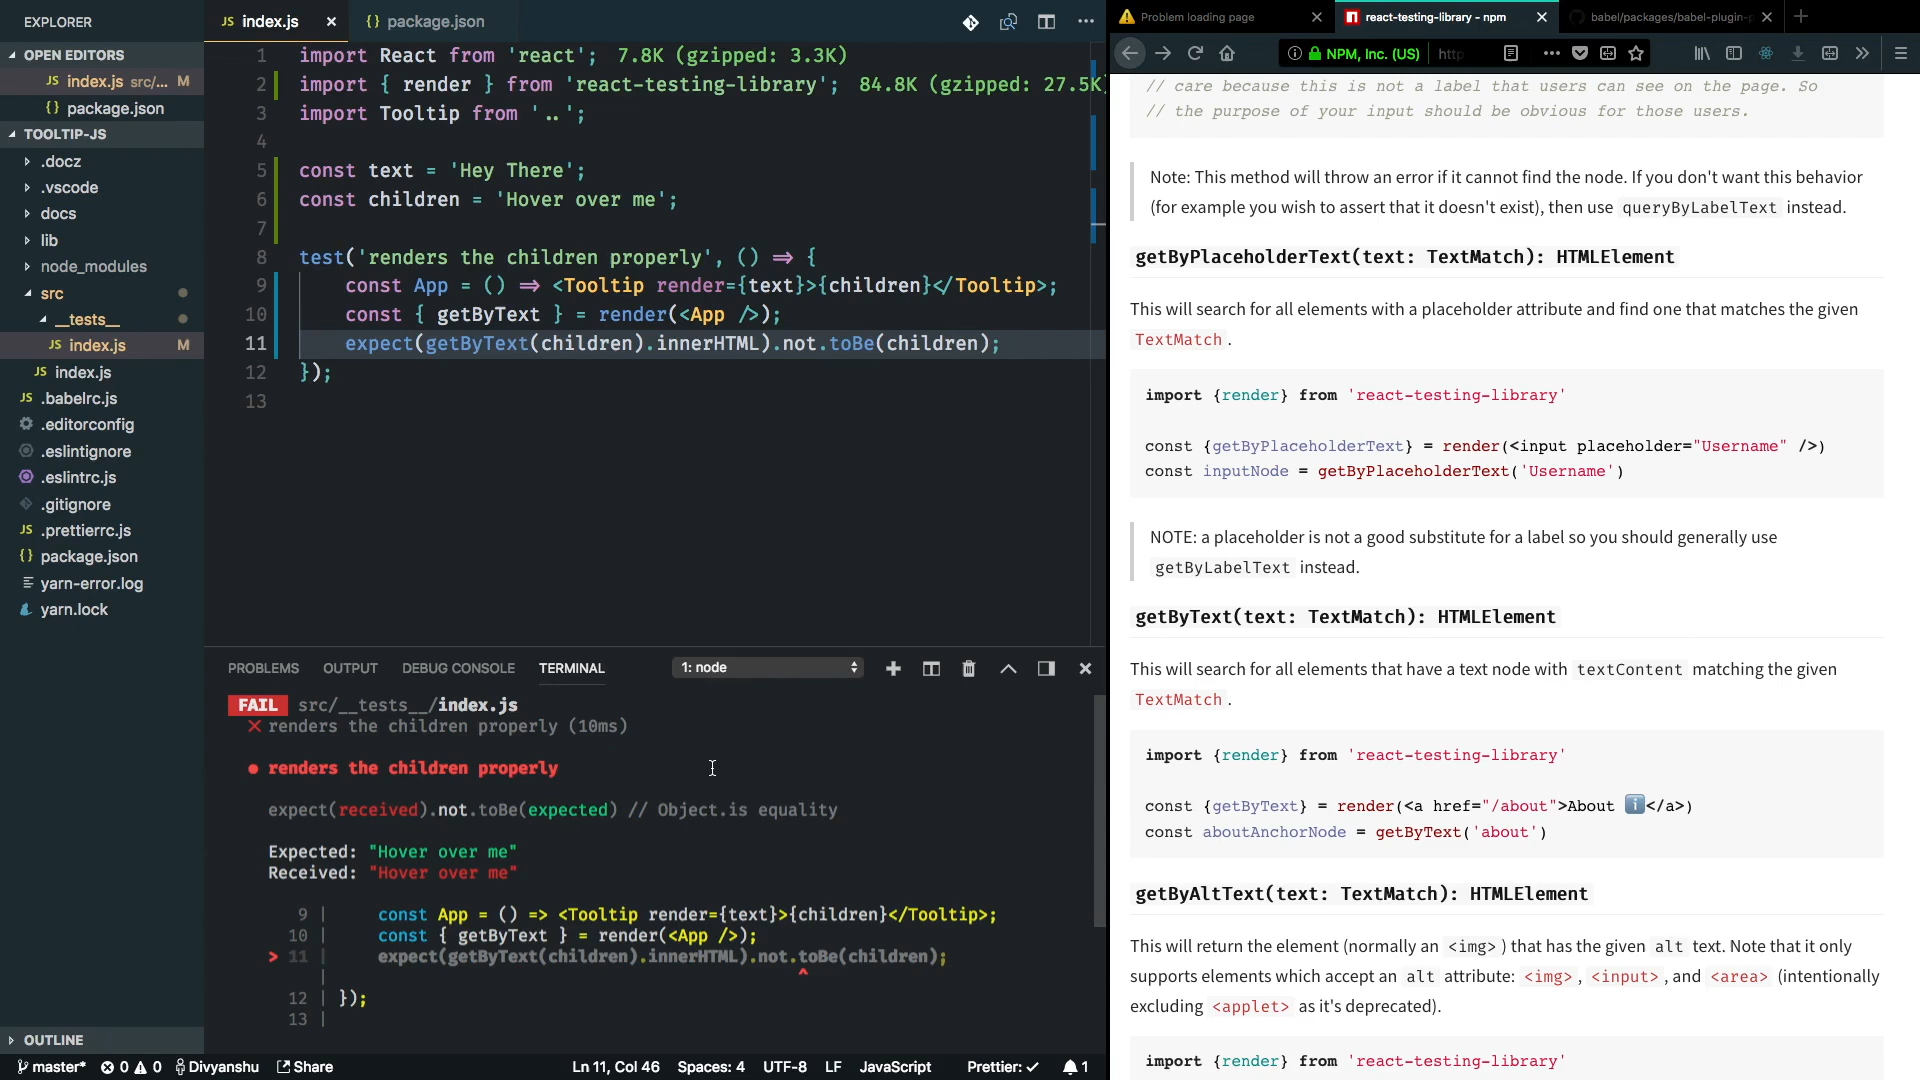 EXPLORER
OPEN EDITORS
JS index.js src/... M
{} package.json
TOOLTIP-JS
.docz
.vscode
docs
lib
node_modules
src
__tests__
JS index.js M
JS index.js
JS .babelrc.js
.editorconfig
.eslintignore
.eslintrc.js
.gitignore
JS .prettierrc.js
{} package.json
yarn-error.log
yarn.lock
OUTLINE
JS index.js
{} package.json
1 import React from 'react'; 7.8K (gzipped: 3.3K)
2 import { render } from 'react-testing-library'; 84.8K (gzipped: 27.5K
3 import Tooltip from '..';
4
5 const text = 'Hey There';
6 const children = 'Hover over me';
7
8 test('renders the children properly', () => {
9 const App = () => <Tooltip render={text}>{children}</Tooltip>;
10 const { getByText } = render(<App />);
11 expect(getByText(children).innerHTML).not.toBe(children);
12 });
13
PROBLEMS OUTPUT DEBUG CONSOLE TERMINAL 1: node
FAIL src/__tests__/index.js
✕ renders the children properly (10ms)
● renders the children properly
expect(received).not.toBe(expected) // Object.is equality
Expected: "Hover over me"
Received: "Hover over me"
9 | const App = () => <Tooltip render={text}>{children}</Tooltip>;
10 | const { getByText } = render(<App />);
> 11 | expect(getByText(children).innerHTML).not.toBe(children);
| ^
12 | });
13 |
master* 0 0 Divyanshu Share Ln 11, Col 46 Spaces: 4 UTF-8 LF JavaScript Prettier: ✓ 1
Problem loading page
react-testing-library - npm
babel/packages/babel-plugin-
NPM, Inc. (US) http
// care because this is not a label that users can see on the page. So
// the purpose of your input should be obvious for those users.
Note: This method will throw an error if it cannot find the node. If you don't want this behavior
(for example you wish to assert that it doesn't exist), then use queryByLabelText instead.
getByPlaceholderText(text: TextMatch): HTMLElement
This will search for all elements with a placeholder attribute and find one that matches the given
TextMatch .
import {render} from 'react-testing-library'
const {getByPlaceholderText} = render(<input placeholder="Username" />)
const inputNode = getByPlaceholderText('Username')
NOTE: a placeholder is not a good substitute for a label so you should generally use
getByLabelText instead.
getByText(text: TextMatch): HTMLElement
This will search for all elements that have a text node with textContent matching the given
TextMatch .
import {render} from 'react-testing-library'
const {getByText} = render(<a href="/about">About ℹ️</a>)
const aboutAnchorNode = getByText('about')
getByAltText(text: TextMatch): HTMLElement
This will return the element (normally an <img> ) that has the given alt text. Note that it only
supports elements which accept an alt attribute: <img> , <input> , and <area> (intentionally
excluding <applet> as it's deprecated).
import {render} from 'react-testing-library'